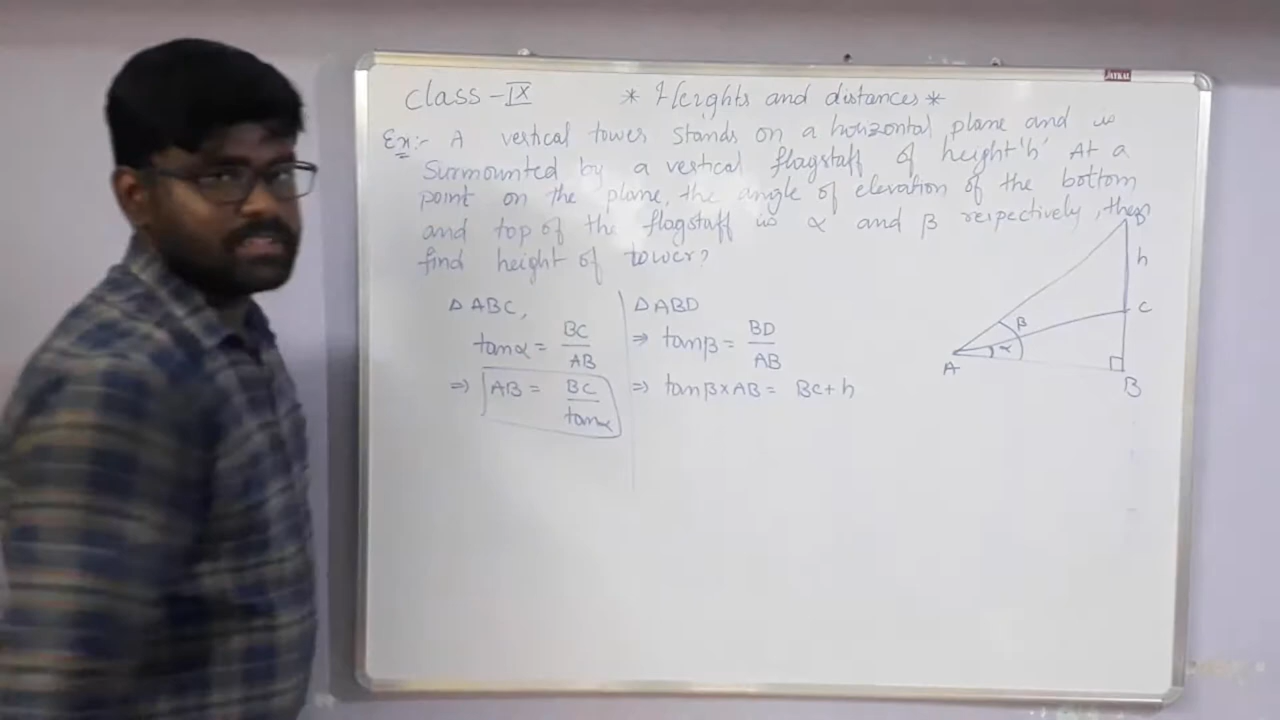 Class - IX * Heights and distances *
Ex:- A vertical tower stands on a horizontal plane and is
surmounted by a vertical flagstaff of height 'h' At a
point on the plane, the angle of elevation of the bottom
and top of the flagstaff is α and β respectively, then
find height of tower?
△ABC,
tanα = BC/AB
⇒ AB = BC/tanα
△ABD
⇒ tanβ = BD/AB
⇒ tanβ×AB = BC+h
D
h
C
β
α
A
B